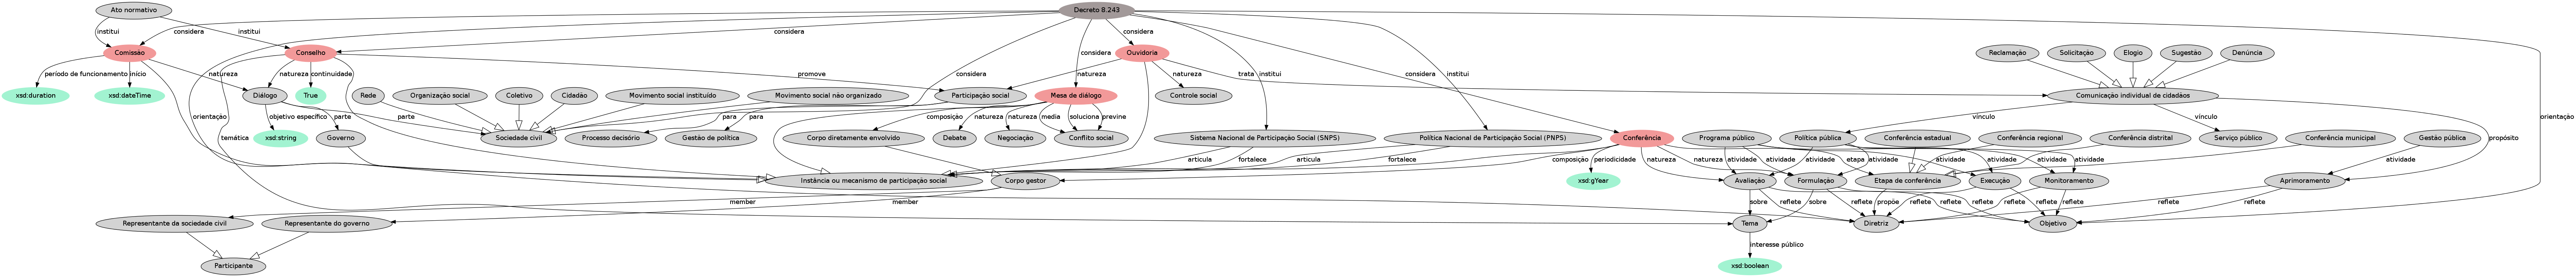 Ato normativo
Decreto 8.243
institui
considera
institui
considera
considera
Comissão
Conselho
Ouvidoria
considera
considera
Reclamação
Solicitação
Elogio
Sugestão
Denúncia
período de funcionamento
início
natureza
natureza
continuidade
promove
considera
natureza
natureza
institui
considera
institui
trata
xsd:duration
xsd:dateTime
Diálogo
True
Rede
Organização social
Coletivo
Cidadão
Movimento social instituído
Movimento social não organizado
Participação social
Mesa de diálogo
Controle social
Comunicação individual de cidadãos
orientação
temática
objetivo específico
parte
parte
para
para
composição
natureza
natureza
media
soluciona
previne
vínculo
vínculo
orientação
xsd:string
Governo
Sociedade civil
Processo decisório
Gestão de política
Corpo diretamente envolvido
Debate
Negociação
Conflito social
Sistema Nacional de Participação Social (SNPS)
Política Nacional de Participação Social (PNPS)
Conferência
Programa público
Política pública
Conferência estadual
Conferência regional
Conferência distrital
Serviço público
Conferência municipal
Gestão pública
propósito
articula
fortalece
articula
fortalece
composição
periodicidade
natureza
natureza
atividade
atividade
etapa
atividade
atividade
atividade
atividade
atividade
atividade
atividade
Instância ou mecanismo de participação social
Corpo gestor
xsd:gYear
Avaliação
Formulação
Etapa de conferência
Execução
Monitoramento
Aprimoramento
member
member
sobre
reflete
sobre
reflete
reflete
propõe
reflete
reflete
reflete
reflete
reflete
reflete
reflete
Representante da sociedade civil
Representante do governo
Tema
Diretriz
Objetivo
interesse público
Participante
xsd:boolean